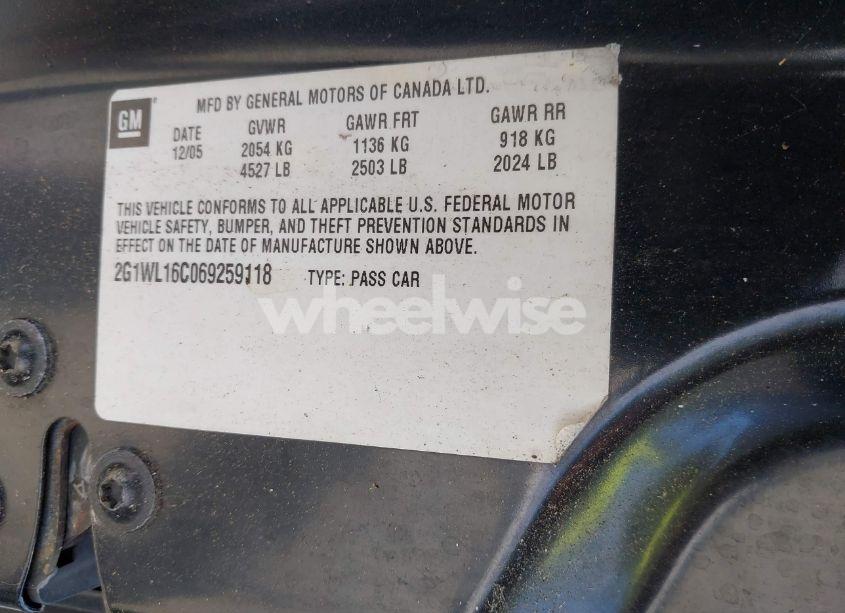 GM
MFD BY GENERAL MOTORS OF CANADA LTD.
DATE GVWR GAWR FRT GAWR RR
12/05 2054 KG 1136 KG 918 KG
4527 LB 2503 LB 2024 LB
THIS VEHICLE CONFORMS TO ALL APPLICABLE U.S. FEDERAL MOTOR
VEHICLE SAFETY, BUMPER, AND THEFT PREVENTION STANDARDS IN
EFFECT ON THE DATE OF MANUFACTURE SHOWN ABOVE.
2G1WL16C069259118 TYPE: PASS CAR
wheelwise